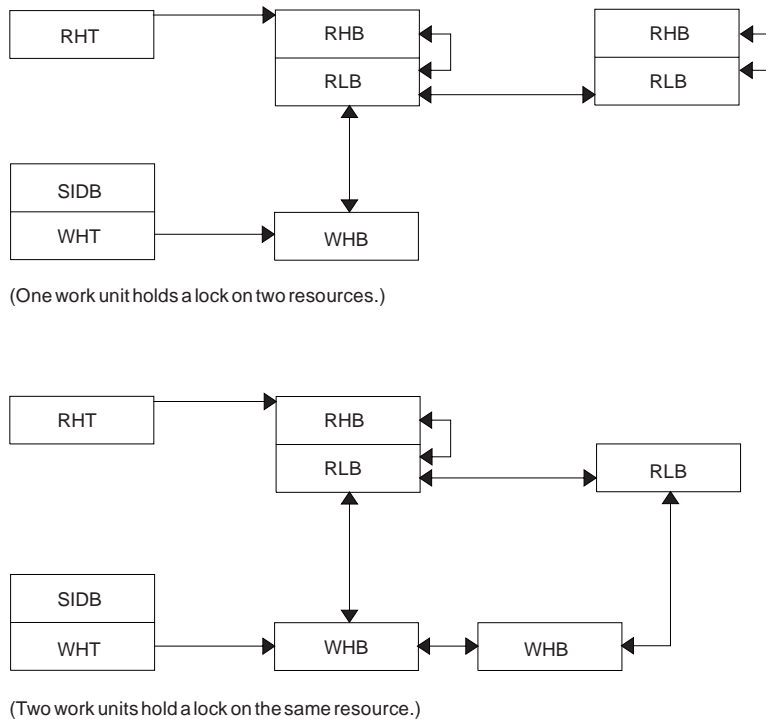 RHT
RHB
RHB
RLB
RLB
SIDB
WHT
WHB
(One work unit holds a lock on two resources.)
RHT
RHB
RLB
RLB
SIDB
WHT
WHB
WHB
(Two work units hold a lock on the same resource.)